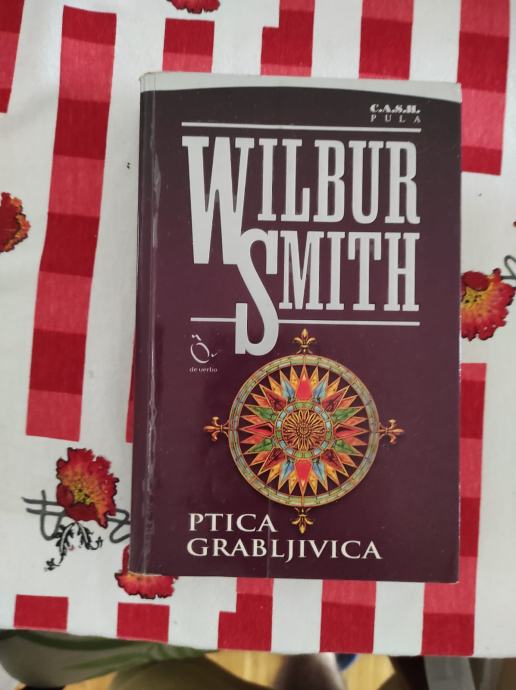 C.A.S.H.
PULA
WILBUR
SMITH
de verbo
PTICA
GRABLJIVICA